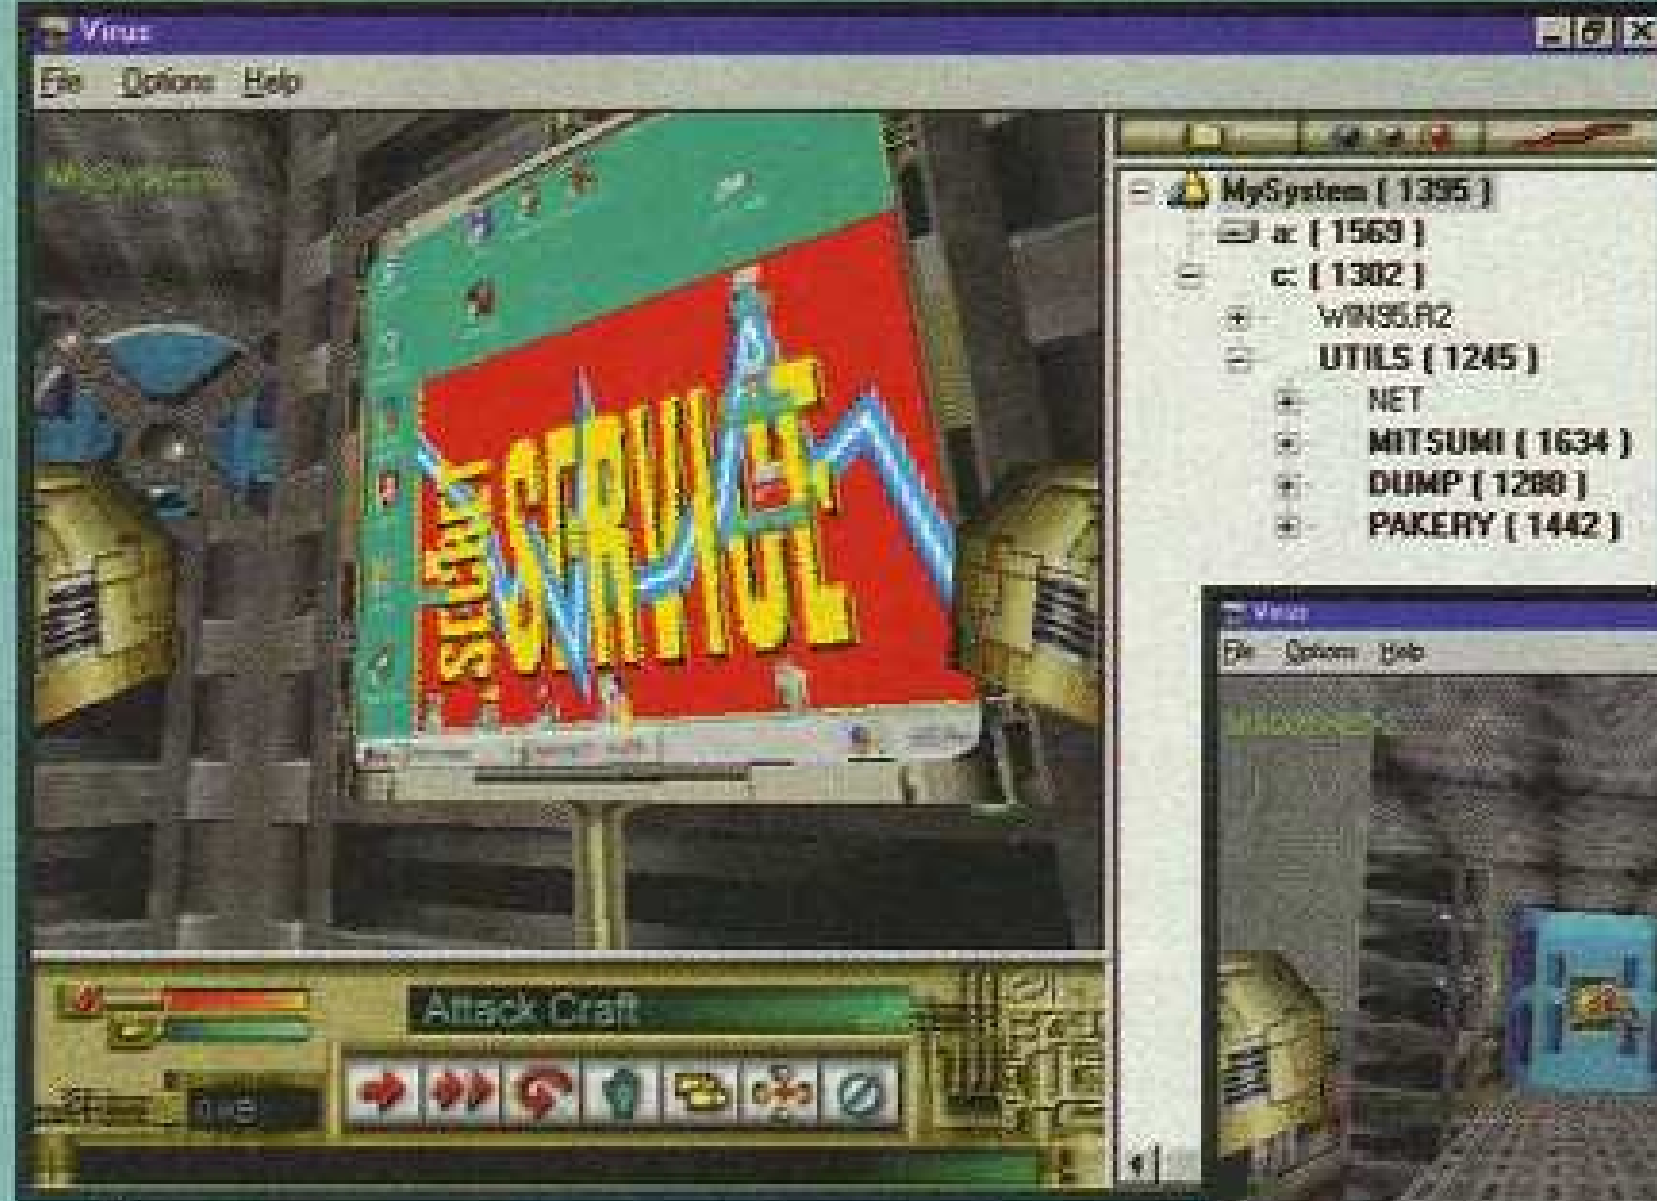 Virus
File Options Help
MySystem [ 1395 ]
a: [ 1569 ]
c: [ 1302 ]
WIN95.A2
UTILS [ 1245 ]
NET
MITSUMI [ 1634 ]
DUMP [ 1288 ]
PAKERY [ 1442 ]
SECRET
SERVICE
Virus
File Options Help
Attack Craft